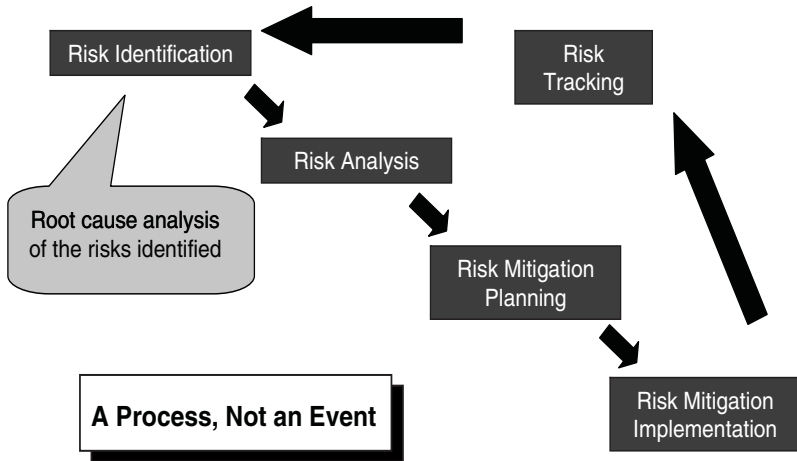 Risk Identification
Risk
Tracking
Risk Analysis
Root cause analysis
of the risks identified
Risk Mitigation
Planning
A Process, Not an Event
Risk Mitigation
Implementation